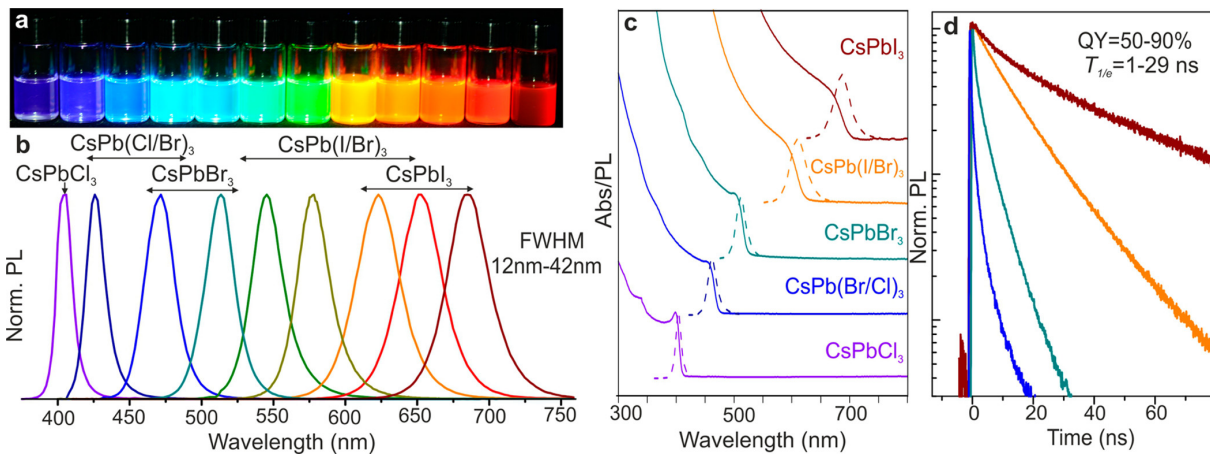 a
CsPb(Cl/Br)₃
CsPb(I/Br)₃
b
CsPbCl₃
CsPbBr₃
CsPbI₃
FWHM
12nm-42nm
Norm. PL
400 450 500 550 600 650 700 750
Wavelength (nm)
c
CsPbI₃
CsPb(I/Br)₃
CsPbBr₃
CsPb(Br/Cl)₃
CsPbCl₃
Abs/PL
300 500 700
Wavelength (nm)
d
QY=50-90%
T1/e=1-29 ns
Norm. PL
0 20 40 60
Time (ns)